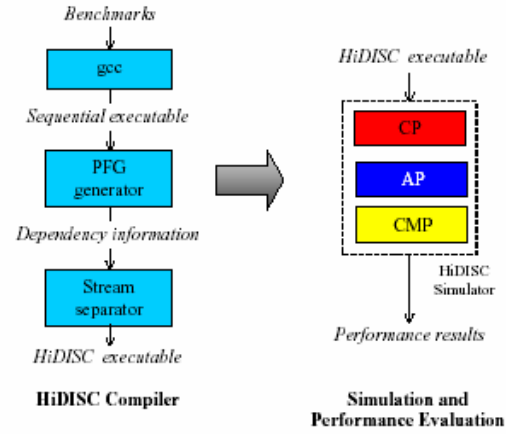 Benchmarks
gcc
Sequential executable
PFG
generator
Dependency information
Stream
separator
HiDISC executable
HiDISC Compiler
HiDISC executable
CP
AP
CMP
HiDISC
Simulator
Performance results
Simulation and
Performance Evaluation